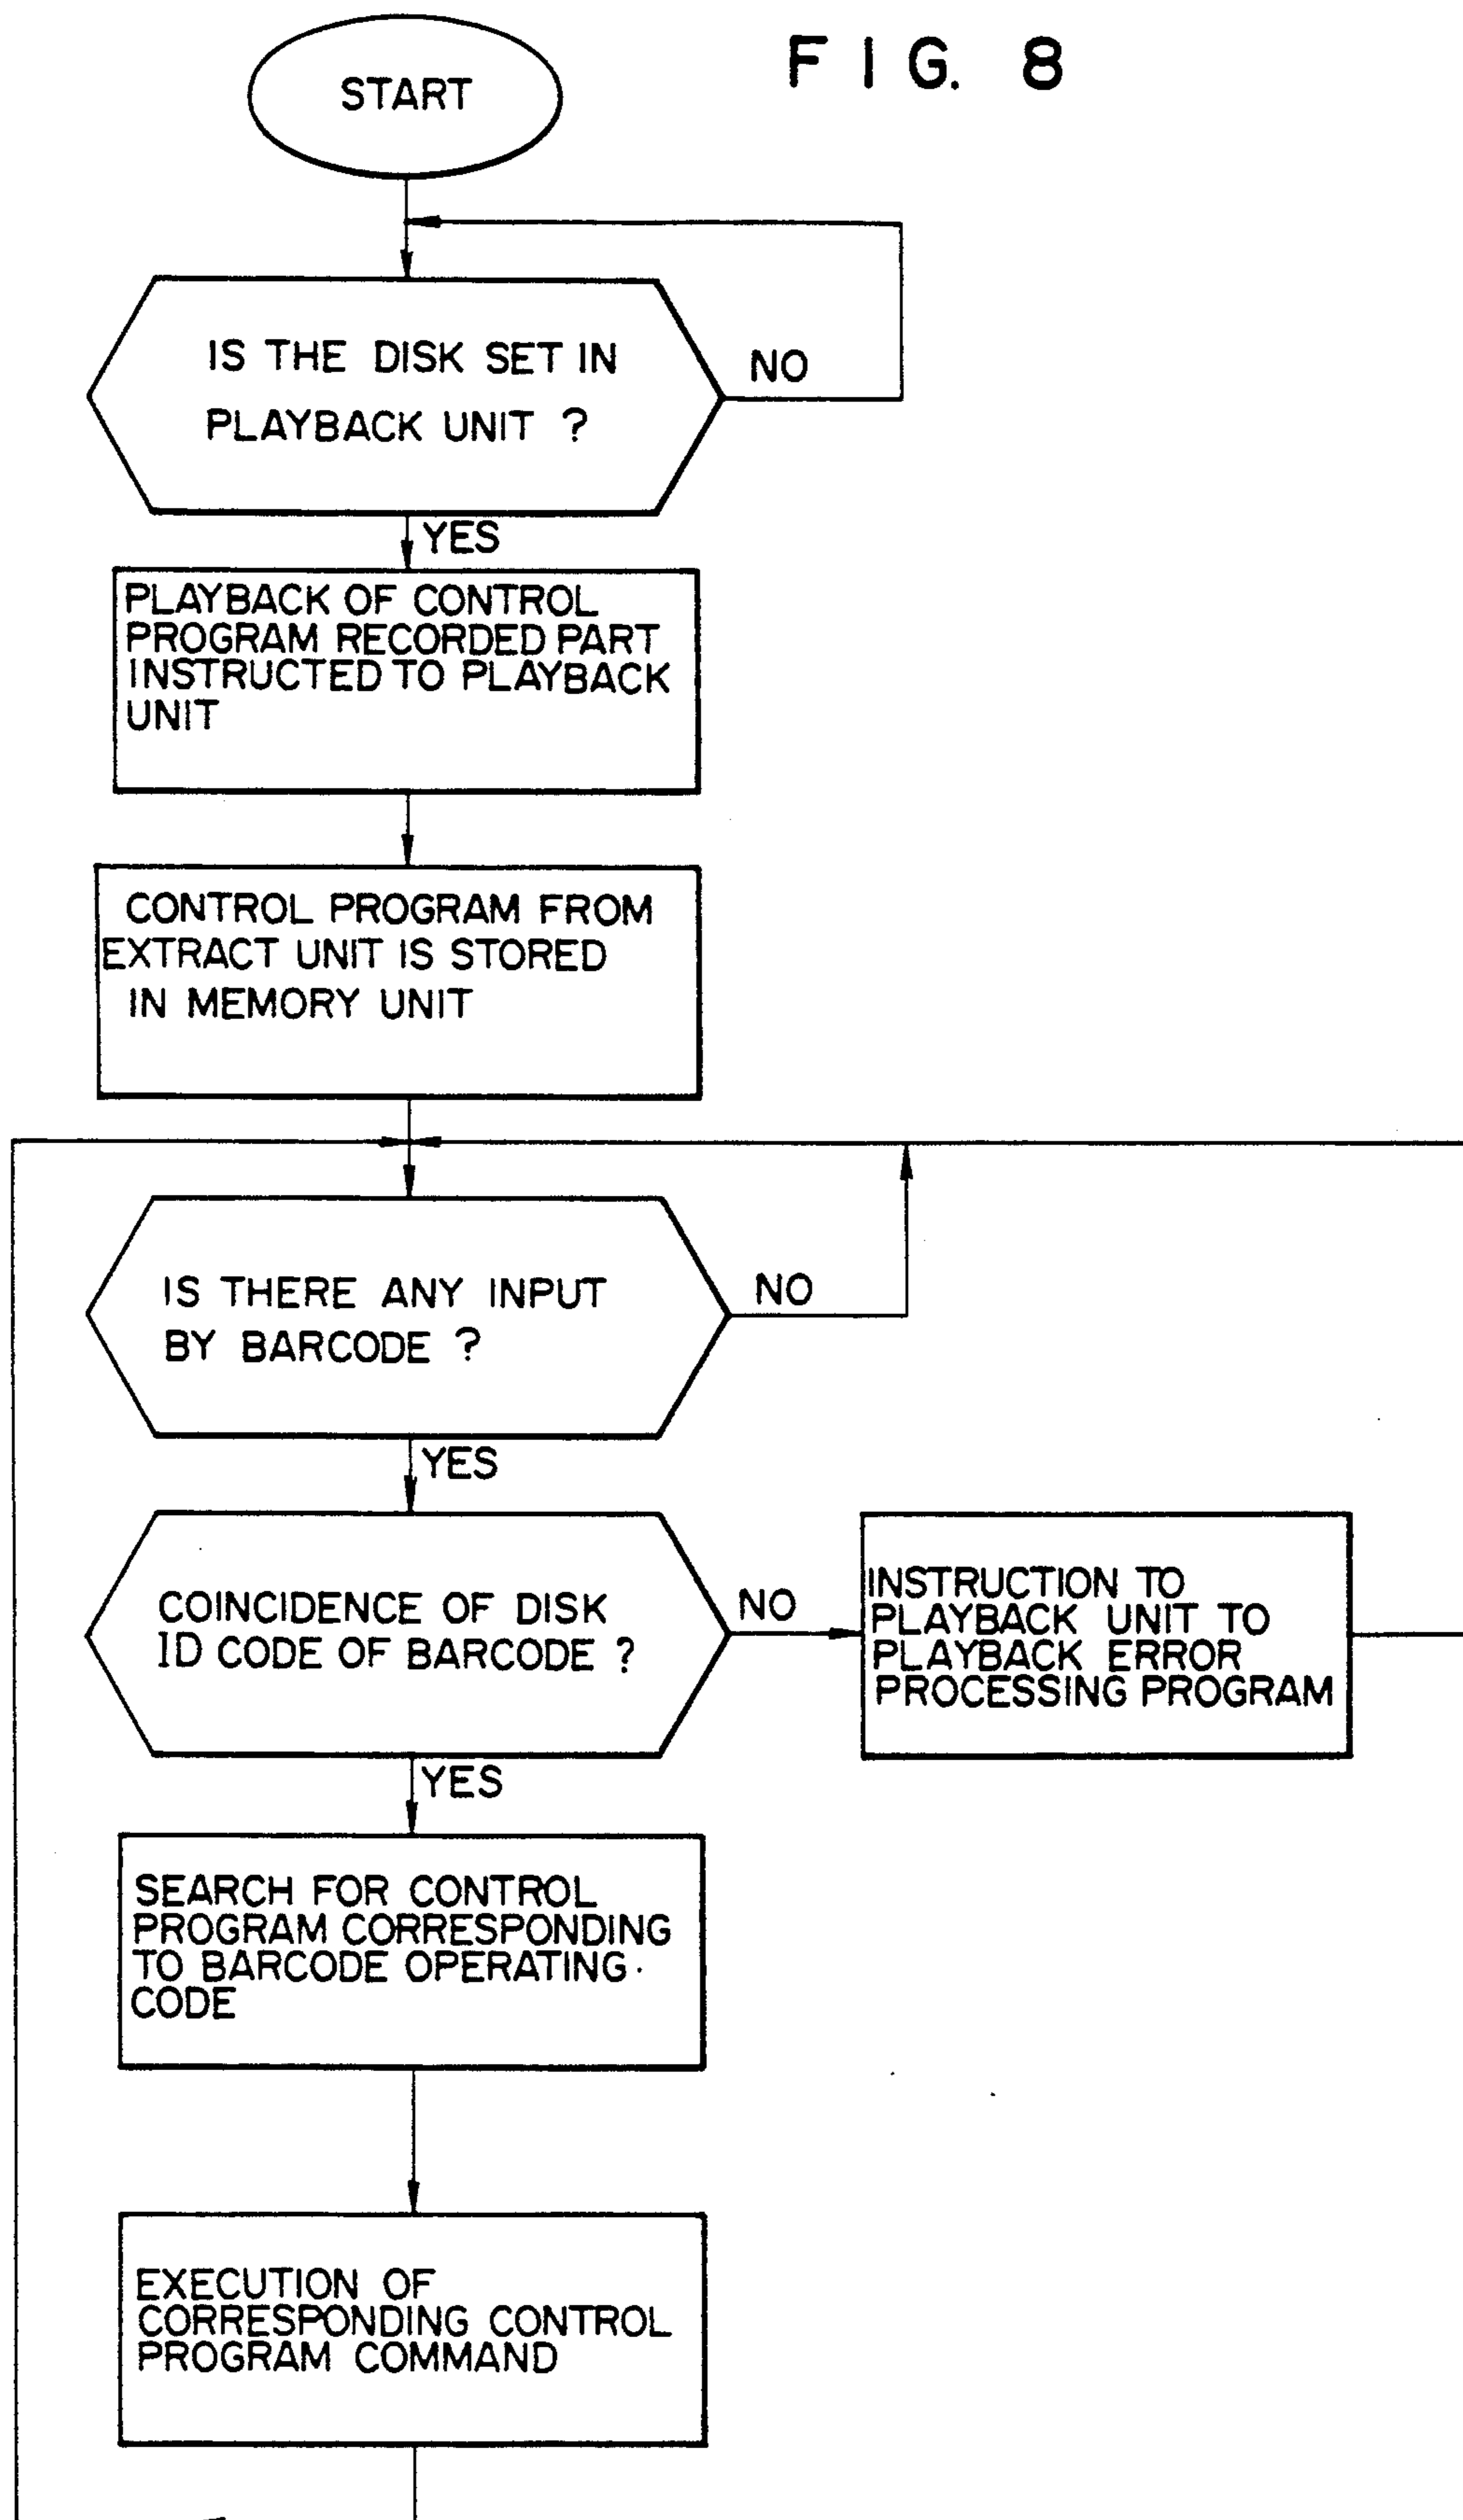 FIG. 8
START
IS THE DISK SET IN
PLAYBACK UNIT ?
NO
YES
PLAYBACK OF CONTROL
PROGRAM RECORDED PART
INSTRUCTED TO PLAYBACK
UNIT
CONTROL PROGRAM FROM
EXTRACT UNIT IS STORED
IN MEMORY UNIT
IS THERE ANY INPUT
BY BARCODE ?
NO
YES
COINCIDENCE OF DISK
ID CODE OF BARCODE ?
NO
INSTRUCTION TO
PLAYBACK UNIT TO
PLAYBACK ERROR
PROCESSING PROGRAM
YES
SEARCH FOR CONTROL
PROGRAM CORRESPONDING
TO BARCODE OPERATING
CODE
EXECUTION OF
CORRESPONDING CONTROL
PROGRAM COMMAND